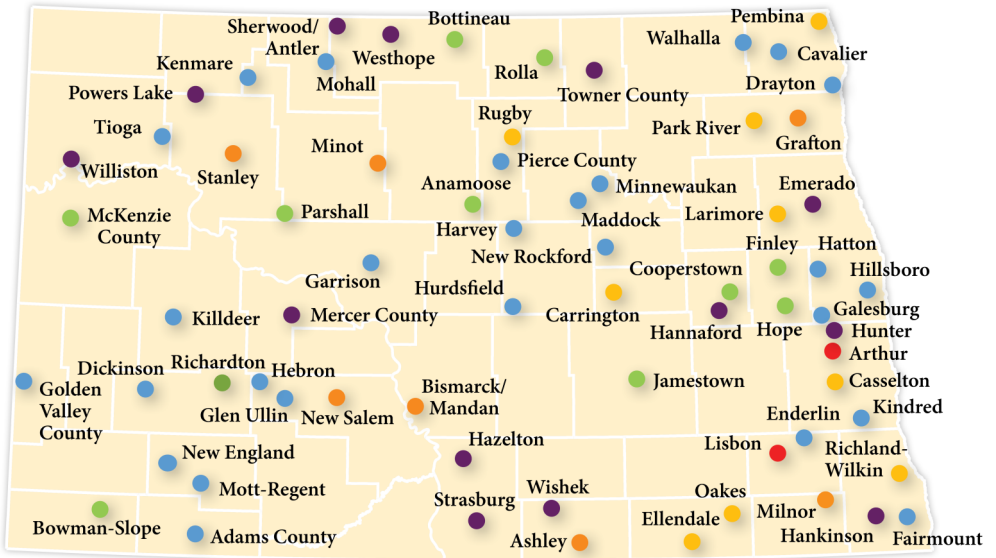 Pembina
Bottineau
Sherwood/
Antler
Westhope
Walhalla
Cavalier
Kenmare
Mohall
Rolla
Towner County
Drayton
Powers Lake
Rugby
Park River
Grafton
Tioga
Minot
Pierce County
Williston
Stanley
Anamoose
Minnewaukan
Emerado
McKenzie
County
Parshall
Maddock
Larimore
Harvey
New Rockford
Finley
Hatton
Garrison
Cooperstown
Hillsboro
Hurdsfield
Carrington
Galesburg
Killdeer
Mercer County
Hannaford
Hope
Hunter
Arthur
Dickinson
Richardton
Hebron
Jamestown
Casselton
Golden
Valley
County
Glen Ullin
New Salem
Bismarck/
Mandan
Enderlin
Kindred
Hazelton
Lisbon
Richland-
Wilkin
New England
Mott-Regent
Strasburg
Wishek
Oakes
Bowman-Slope
Adams County
Ashley
Ellendale
Milnor
Hankinson
Fairmount